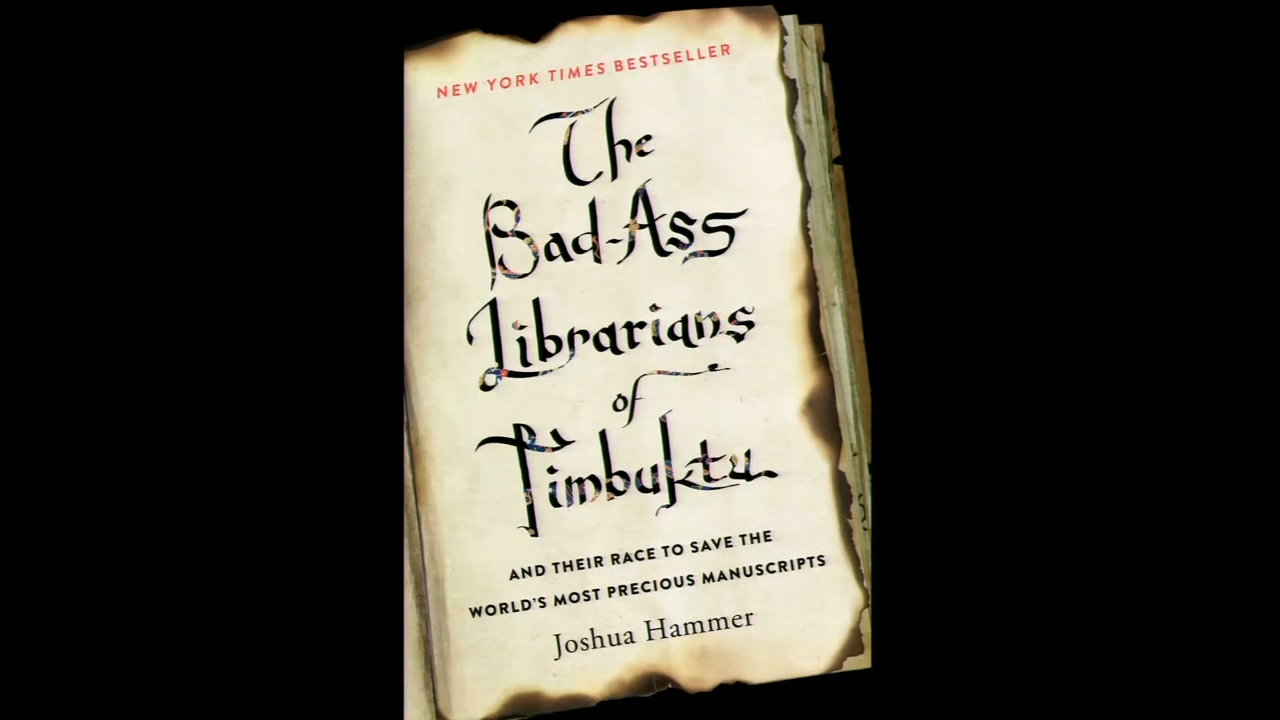 NEW YORK TIMES BESTSELLER
The
Bad-Ass
Librarians
of
Timbuktu
AND THEIR RACE TO SAVE THE
WORLD'S MOST PRECIOUS MANUSCRIPTS
Joshua Hammer